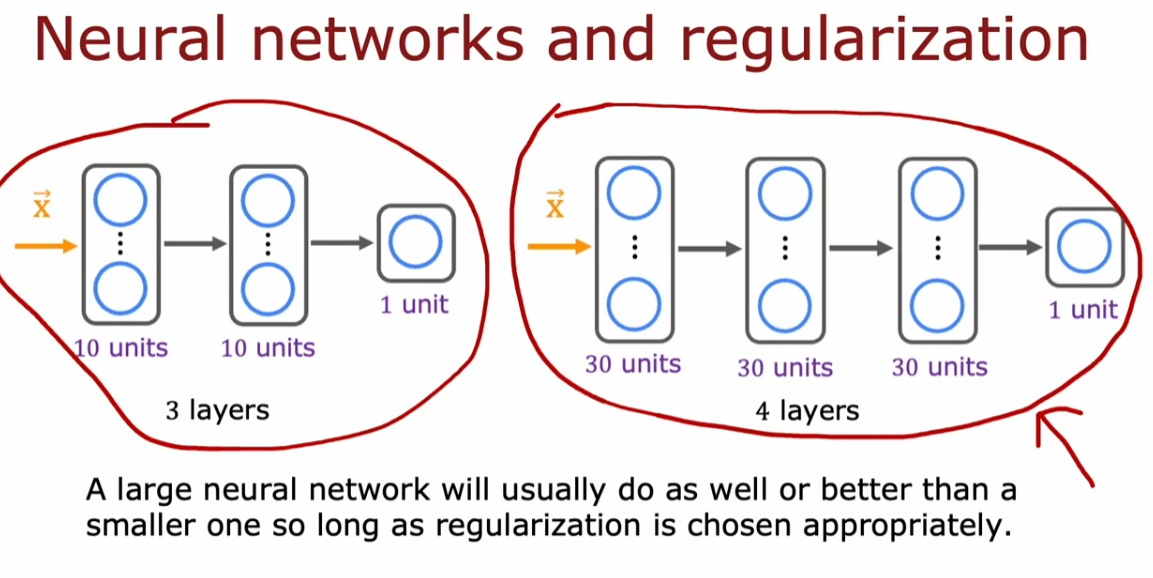 Neural networks and regularization
x⃗
10 units
10 units
1 unit
3 layers
x⃗
30 units
30 units
30 units
1 unit
4 layers
A large neural network will usually do as well or better than a
smaller one so long as regularization is chosen appropriately.